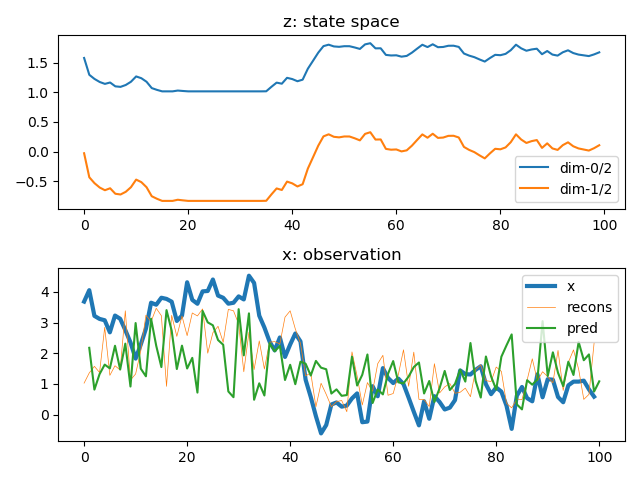 z: state space
1.5
1.0
0.5
0.0
−0.5
dim-0/2
dim-1/2
0 20 40 60 80 100
x: observation
4
3
2
1
0
x
recons
pred
0 20 40 60 80 100